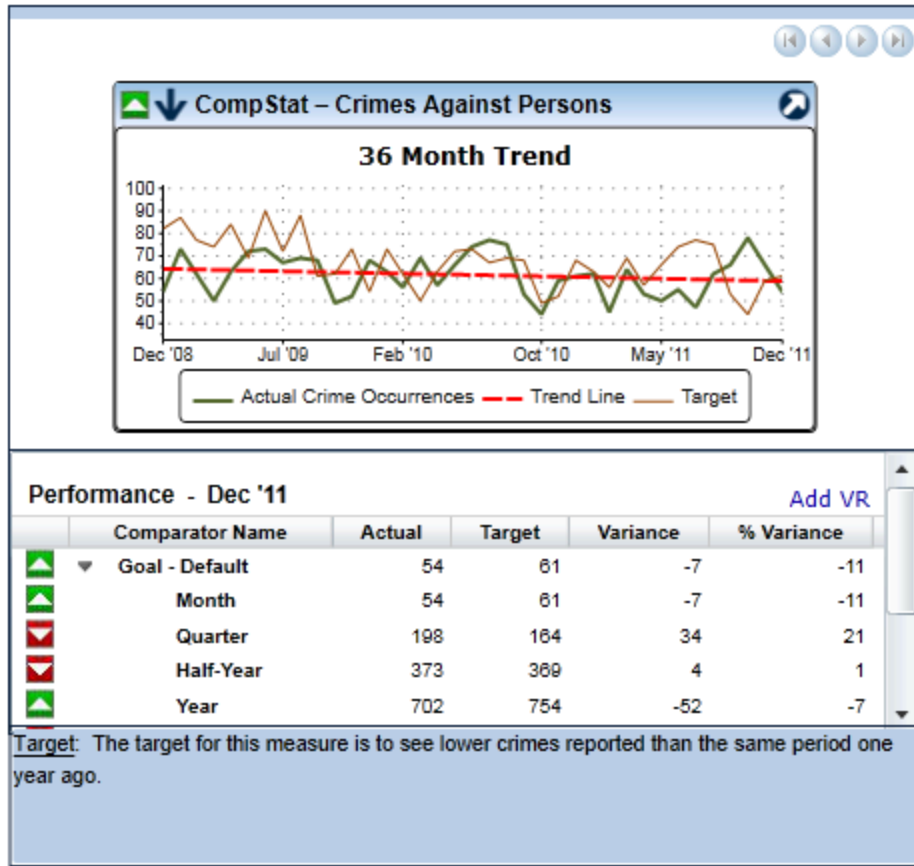 CompStat – Crimes Against Persons
36 Month Trend
100
90
80
70
60
50
40
Dec '08 Jul '09 Feb '10 Oct '10 May '11 Dec '11
Actual Crime Occurrences Trend Line Target
Performance - Dec '11 Add VR
Comparator Name Actual Target Variance % Variance
Goal - Default 54 61 -7 -11
Month 54 61 -7 -11
Quarter 198 164 34 21
Half-Year 373 369 4 1
Year 702 754 -52 -7
Target: The target for this measure is to see lower crimes reported than the same period one
year ago.